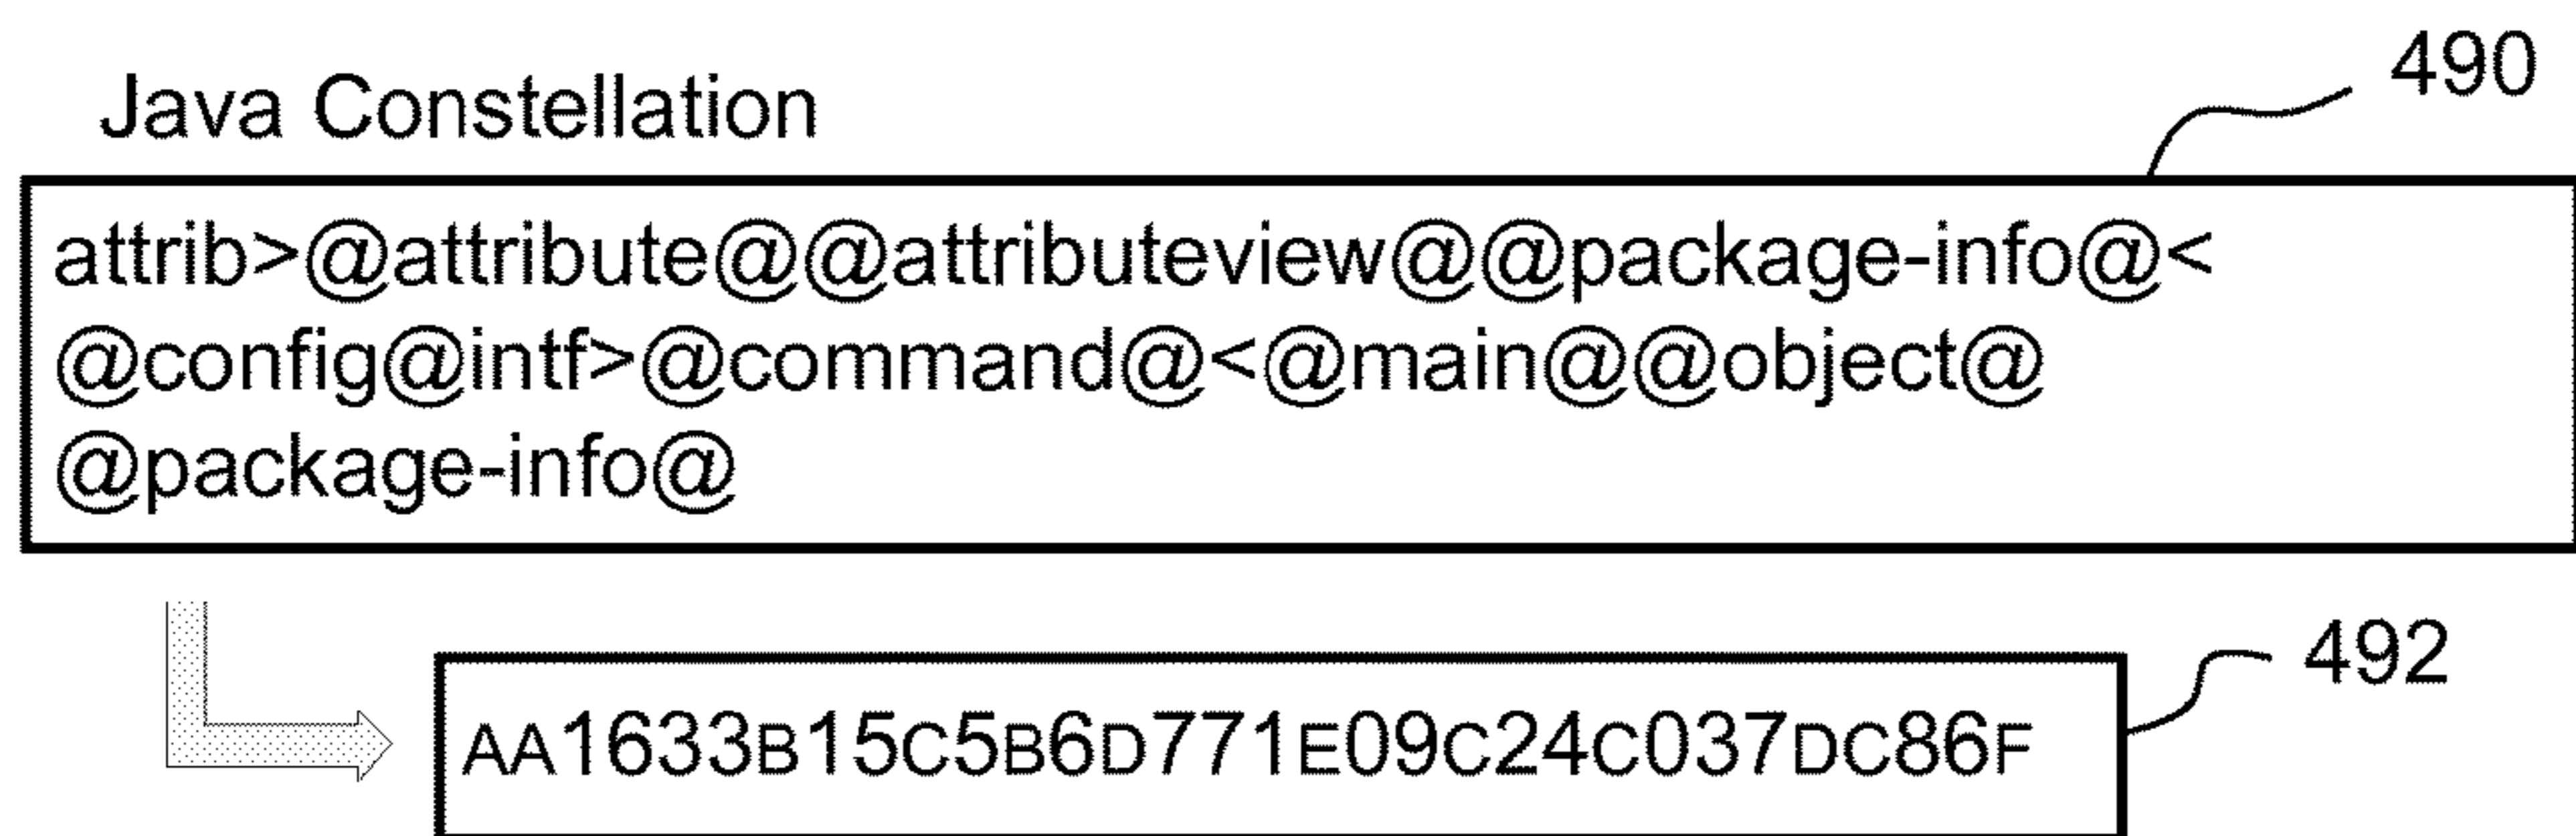 490
Java Constellation
attrib>@attribute@@attributeview@@package-info@<
@config@intf>@command@<@main@@object@
@package-info@
492
AA1633B15C5B6D771E09C24C037DC86F